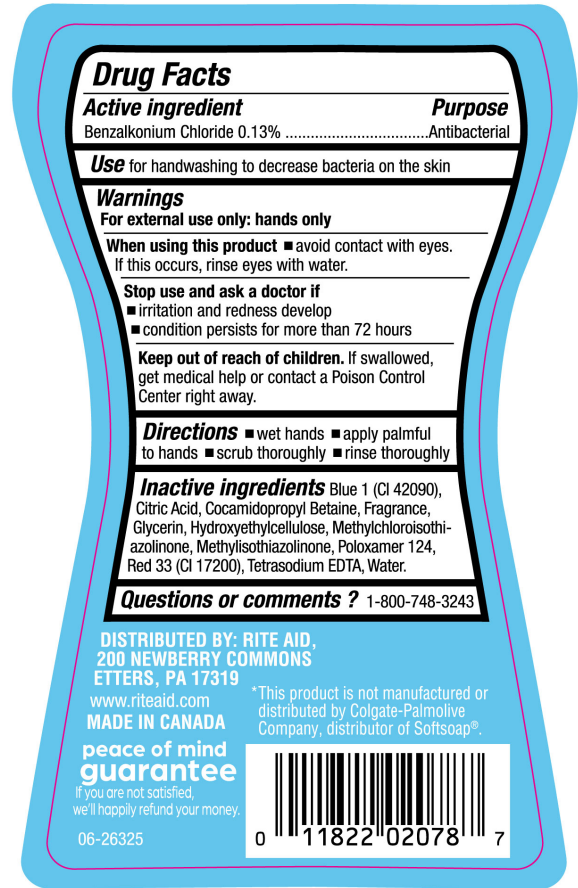 Drug Facts
Active ingredient Purpose
Benzalkonium Chloride 0.13% ..................................Antibacterial
Use for handwashing to decrease bacteria on the skin
Warnings
For external use only: hands only
When using this product ■ avoid contact with eyes.
If this occurs, rinse eyes with water.
Stop use and ask a doctor if
■ irritation and redness develop
■ condition persists for more than 72 hours
Keep out of reach of children. If swallowed,
get medical help or contact a Poison Control
Center right away.
Directions ■ wet hands ■ apply palmful
to hands ■ scrub thoroughly ■ rinse thoroughly
Inactive ingredients Blue 1 (CI 42090),
Citric Acid, Cocamidopropyl Betaine, Fragrance,
Glycerin, Hydroxyethylcellulose, Methylchloroisothi-
azolinone, Methylisothiazolinone, Poloxamer 124,
Red 33 (CI 17200), Tetrasodium EDTA, Water.
Questions or comments ? 1-800-748-3243
DISTRIBUTED BY: RITE AID,
200 NEWBERRY COMMONS
ETTERS, PA 17319
www.riteaid.com
MADE IN CANADA
peace of mind
guarantee
If you are not satisfied,
we'll happily refund your money.
06-26325
*This product is not manufactured or
distributed by Colgate-Palmolive
Company, distributor of Softsoap®.
0 11822 02078 7